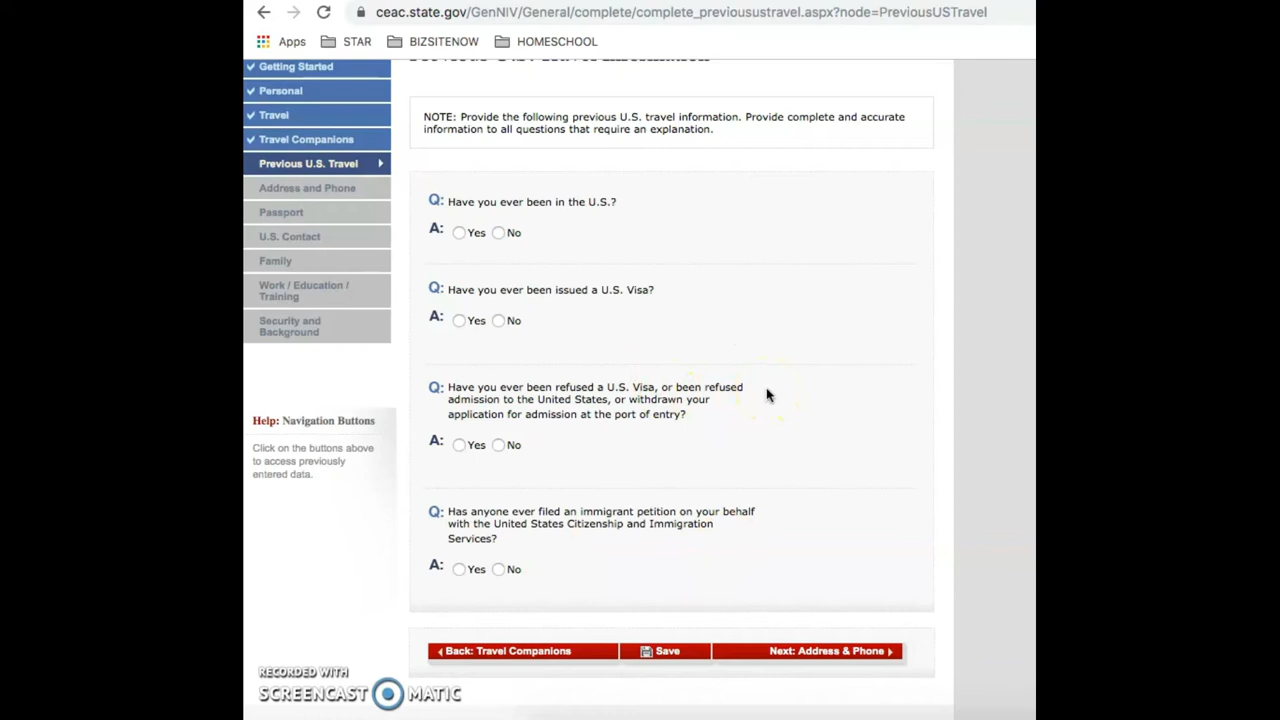 ceac.state.gov/GenNIV/General/complete/complete_previousustravel.aspx?node=PreviousUSTravel
Apps STAR BIZSITENOW HOMESCHOOL
Getting Started
Personal
Travel
Travel Companions
Previous U.S. Travel
Address and Phone
Passport
U.S. Contact
Family
Work / Education /
Training
Security and
Background
Help: Navigation Buttons
Click on the buttons above
to access previously
entered data.
NOTE: Provide the following previous U.S. travel information. Provide complete and accurate
information to all questions that require an explanation.
Q: Have you ever been in the U.S.?
A: Yes No
Q: Have you ever been issued a U.S. Visa?
A: Yes No
Q: Have you ever been refused a U.S. Visa, or been refused
admission to the United States, or withdrawn your
application for admission at the port of entry?
A: Yes No
Q: Has anyone ever filed an immigrant petition on your behalf
with the United States Citizenship and Immigration
Services?
A: Yes No
Back: Travel Companions Save Next: Address & Phone
RECORDED WITH
SCREENCAST MATIC